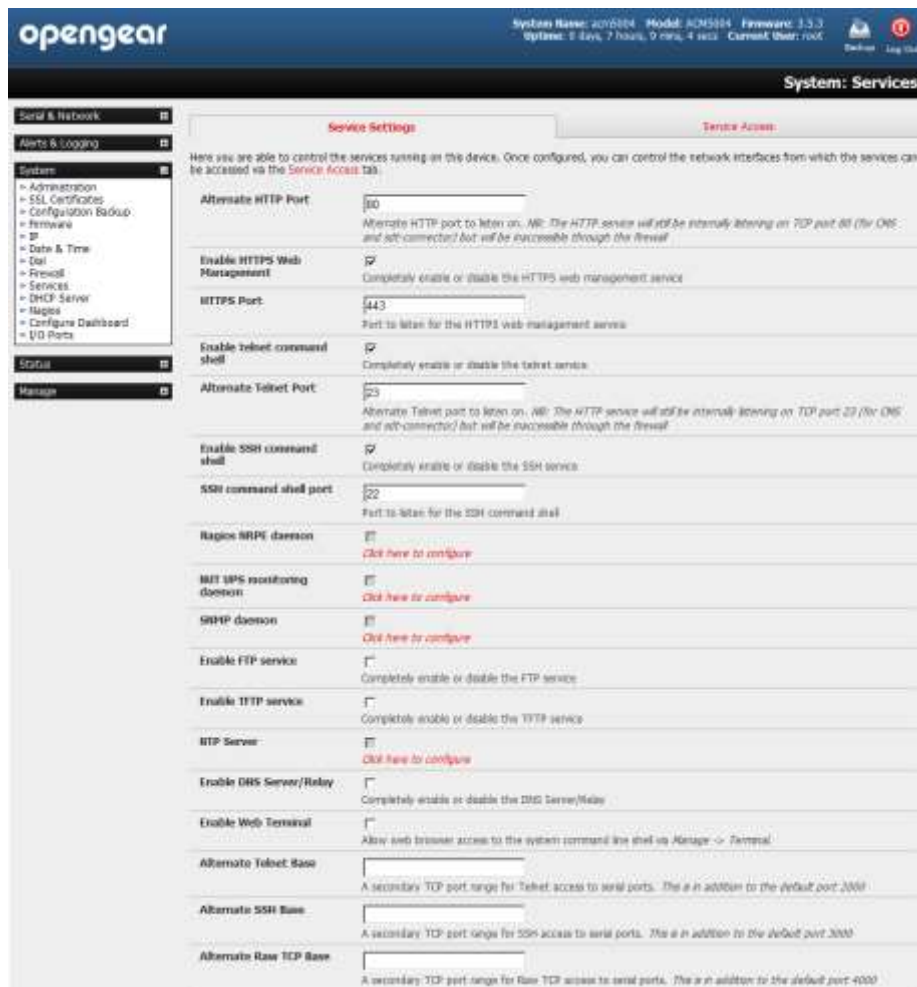 opengear
System Name: acm5004 Model: ACM5004 Firmware: 3.5.3
Uptime: 0 days, 7 hours, 9 mins, 4 secs Current User: root
Backup Log Out
System: Services
Serial & Network
Alerts & Logging
System
Administration
SSL Certificates
Configuration Backup
Firmware
IP
Date & Time
Dial
Firewall
Services
DHCP Server
Nagios
Configure Dashboard
I/O Ports
Status
Manage
Service Settings
Service Access
Here you are able to control the services running on this device. Once configured, you can control the network interfaces from which the services can
be accessed via the Service Access tab.
Alternate HTTP Port
80
Alternate HTTP port to listen on. NB: The HTTP service will still be internally listening on TCP port 80 (for CMS
and sdt-connector) but will be inaccessible through the firewall
Enable HTTPS Web
Management
Completely enable or disable the HTTPS web management service
HTTPS Port
443
Port to listen for the HTTPS web management service
Enable telnet command
shell
Completely enable or disable the telnet service
Alternate Telnet Port
23
Alternate Telnet port to listen on. NB: The HTTP service will still be internally listening on TCP port 23 (for CMS
and sdt-connector) but will be inaccessible through the firewall
Enable SSH command
shell
Completely enable or disable the SSH service
SSH command shell port
22
Port to listen for the SSH command shell
Nagios NRPE daemon
Click here to configure
NUT UPS monitoring
daemon
Click here to configure
SNMP daemon
Click here to configure
Enable FTP service
Completely enable or disable the FTP service
Enable TFTP service
Completely enable or disable the TFTP service
NTP Server
Click here to configure
Enable DNS Server/Relay
Completely enable or disable the DNS Server/Relay
Enable Web Terminal
Allow web browser access to the system command line shell via Manage -> Terminal
Alternate Telnet Base
A secondary TCP port range for Telnet access to serial ports. This is in addition to the default port 2000
Alternate SSH Base
A secondary TCP port range for SSH access to serial ports. This is in addition to the default port 3000
Alternate Raw TCP Base
A secondary TCP port range for Raw TCP access to serial ports. This is in addition to the default port 4000